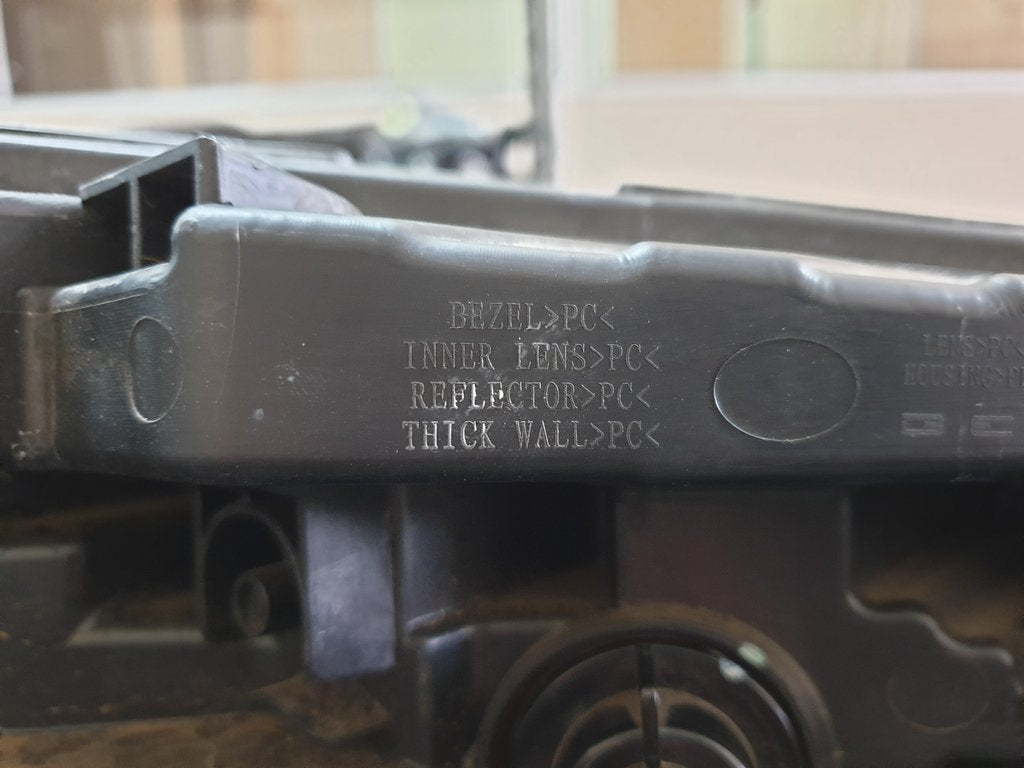 BEZEL>PC<
INNER LENS>PC<
REFLECTOR>PC<
THICK WALL>PC<
LENS>PC<